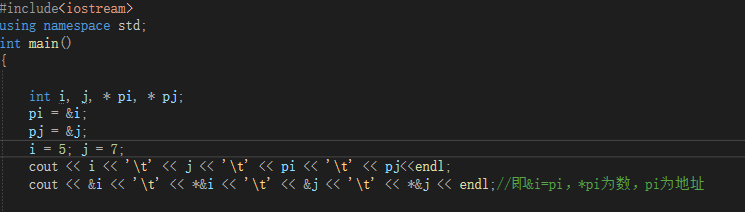 #include<iostream>
using namespace std;
int main()
{
int i, j, * pi, * pj;
pi = &i;
pj = &j;
i = 5; j = 7;
cout << i << '\t' << j << '\t' << pi << '\t' << pj<<endl;
cout << &i << '\t' << *&i << '\t' << &j << '\t' << *&j << endl;//即&i=pi，*pi为数，pi为地址